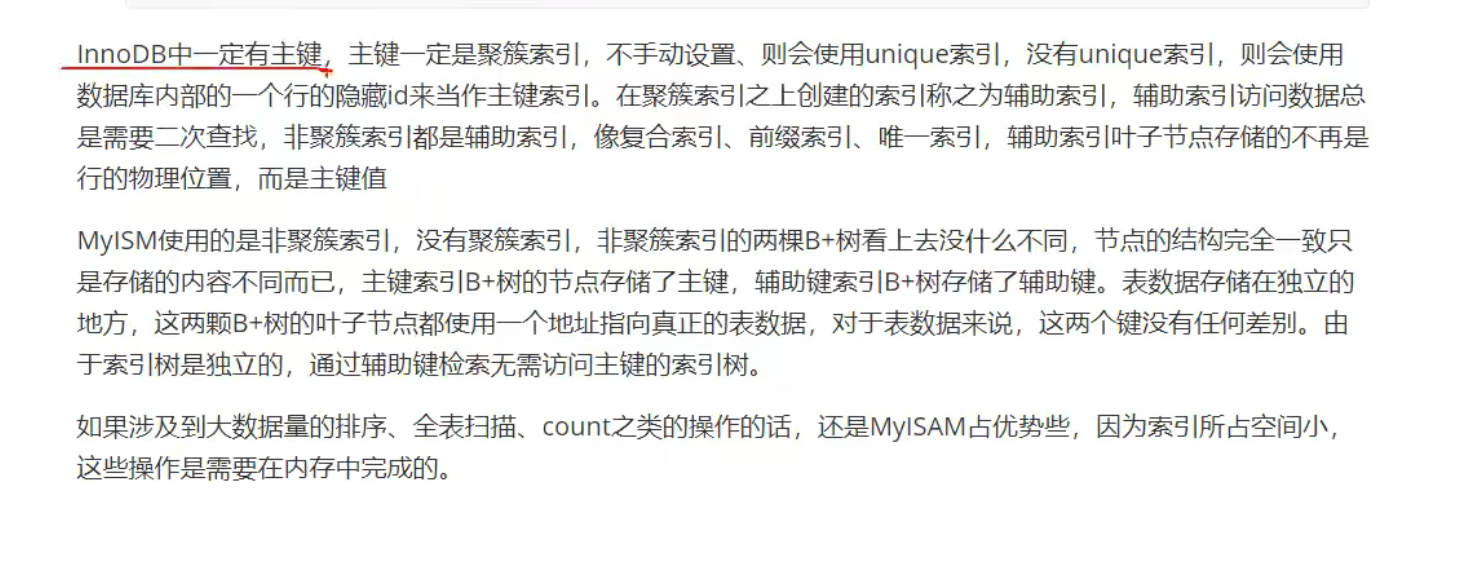 InnoDB中一定有主键，主键一定是聚簇索引，不手动设置、则会使用unique索引，没有unique索引，则会使用
数据库内部的一个行的隐藏id来当作主键索引。在聚簇索引之上创建的索引称之为辅助索引，辅助索引访问数据总
是需要二次查找，非聚簇索引都是辅助索引，像复合索引、前缀索引、唯一索引，辅助索引叶子节点存储的不再是
行的物理位置，而是主键值
MyISM使用的是非聚簇索引，没有聚簇索引，非聚簇索引的两棵B+树看上去没什么不同，节点的结构完全一致只
是存储的内容不同而已，主键索引B+树的节点存储了主键，辅助键索引B+树存储了辅助键。表数据存储在独立的
地方，这两颗B+树的叶子节点都使用一个地址指向真正的表数据，对于表数据来说，这两个键没有任何差别。由
于索引树是独立的，通过辅助键检索无需访问主键的索引树。
如果涉及到大数据量的排序、全表扫描、count之类的操作的话，还是MyISAM占优势些，因为索引所占空间小，
这些操作是需要在内存中完成的。